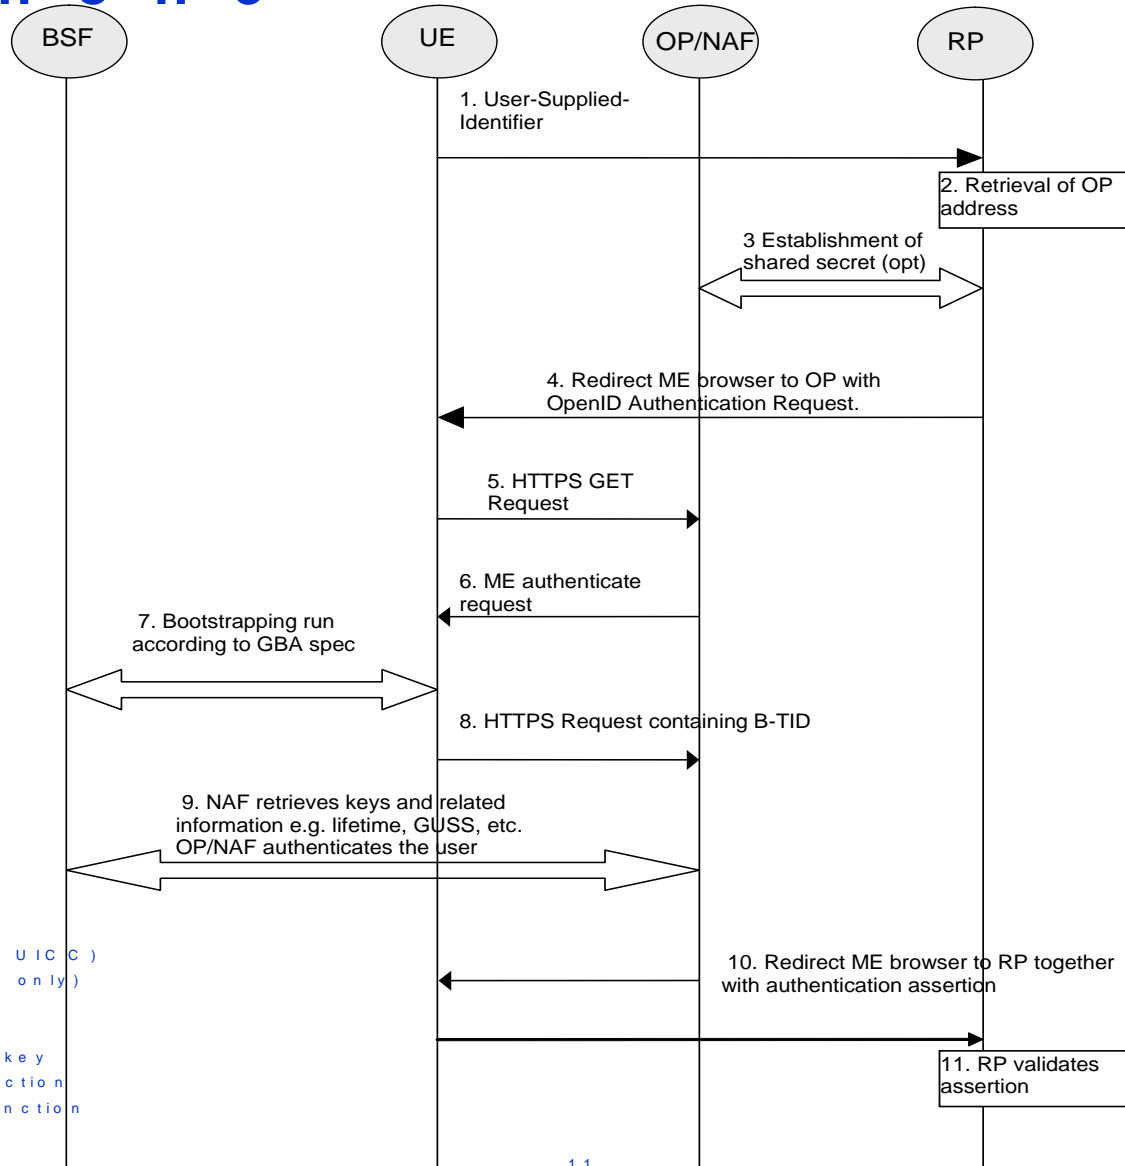 BSF
UE
OP/NAF
RP
1. User-Supplied-
Identifier
2. Retrieval of OP
address
3 Establishment of
shared secret (opt)
4. Redirect ME browser to OP with
OpenID Authentication Request.
5. HTTPS GET
Request
6. ME authenticate
request
7. Bootstrapping run
according to GBA spec
8. HTTPS Request containing B-TID
9. NAF retrieves keys and related
information e.g. lifetime, GUSS, etc.
OP/NAF authenticates the user
UICC)
only)
10. Redirect ME browser to RP together
with authentication assertion
key
ction
nction
11. RP validates
assertion
11